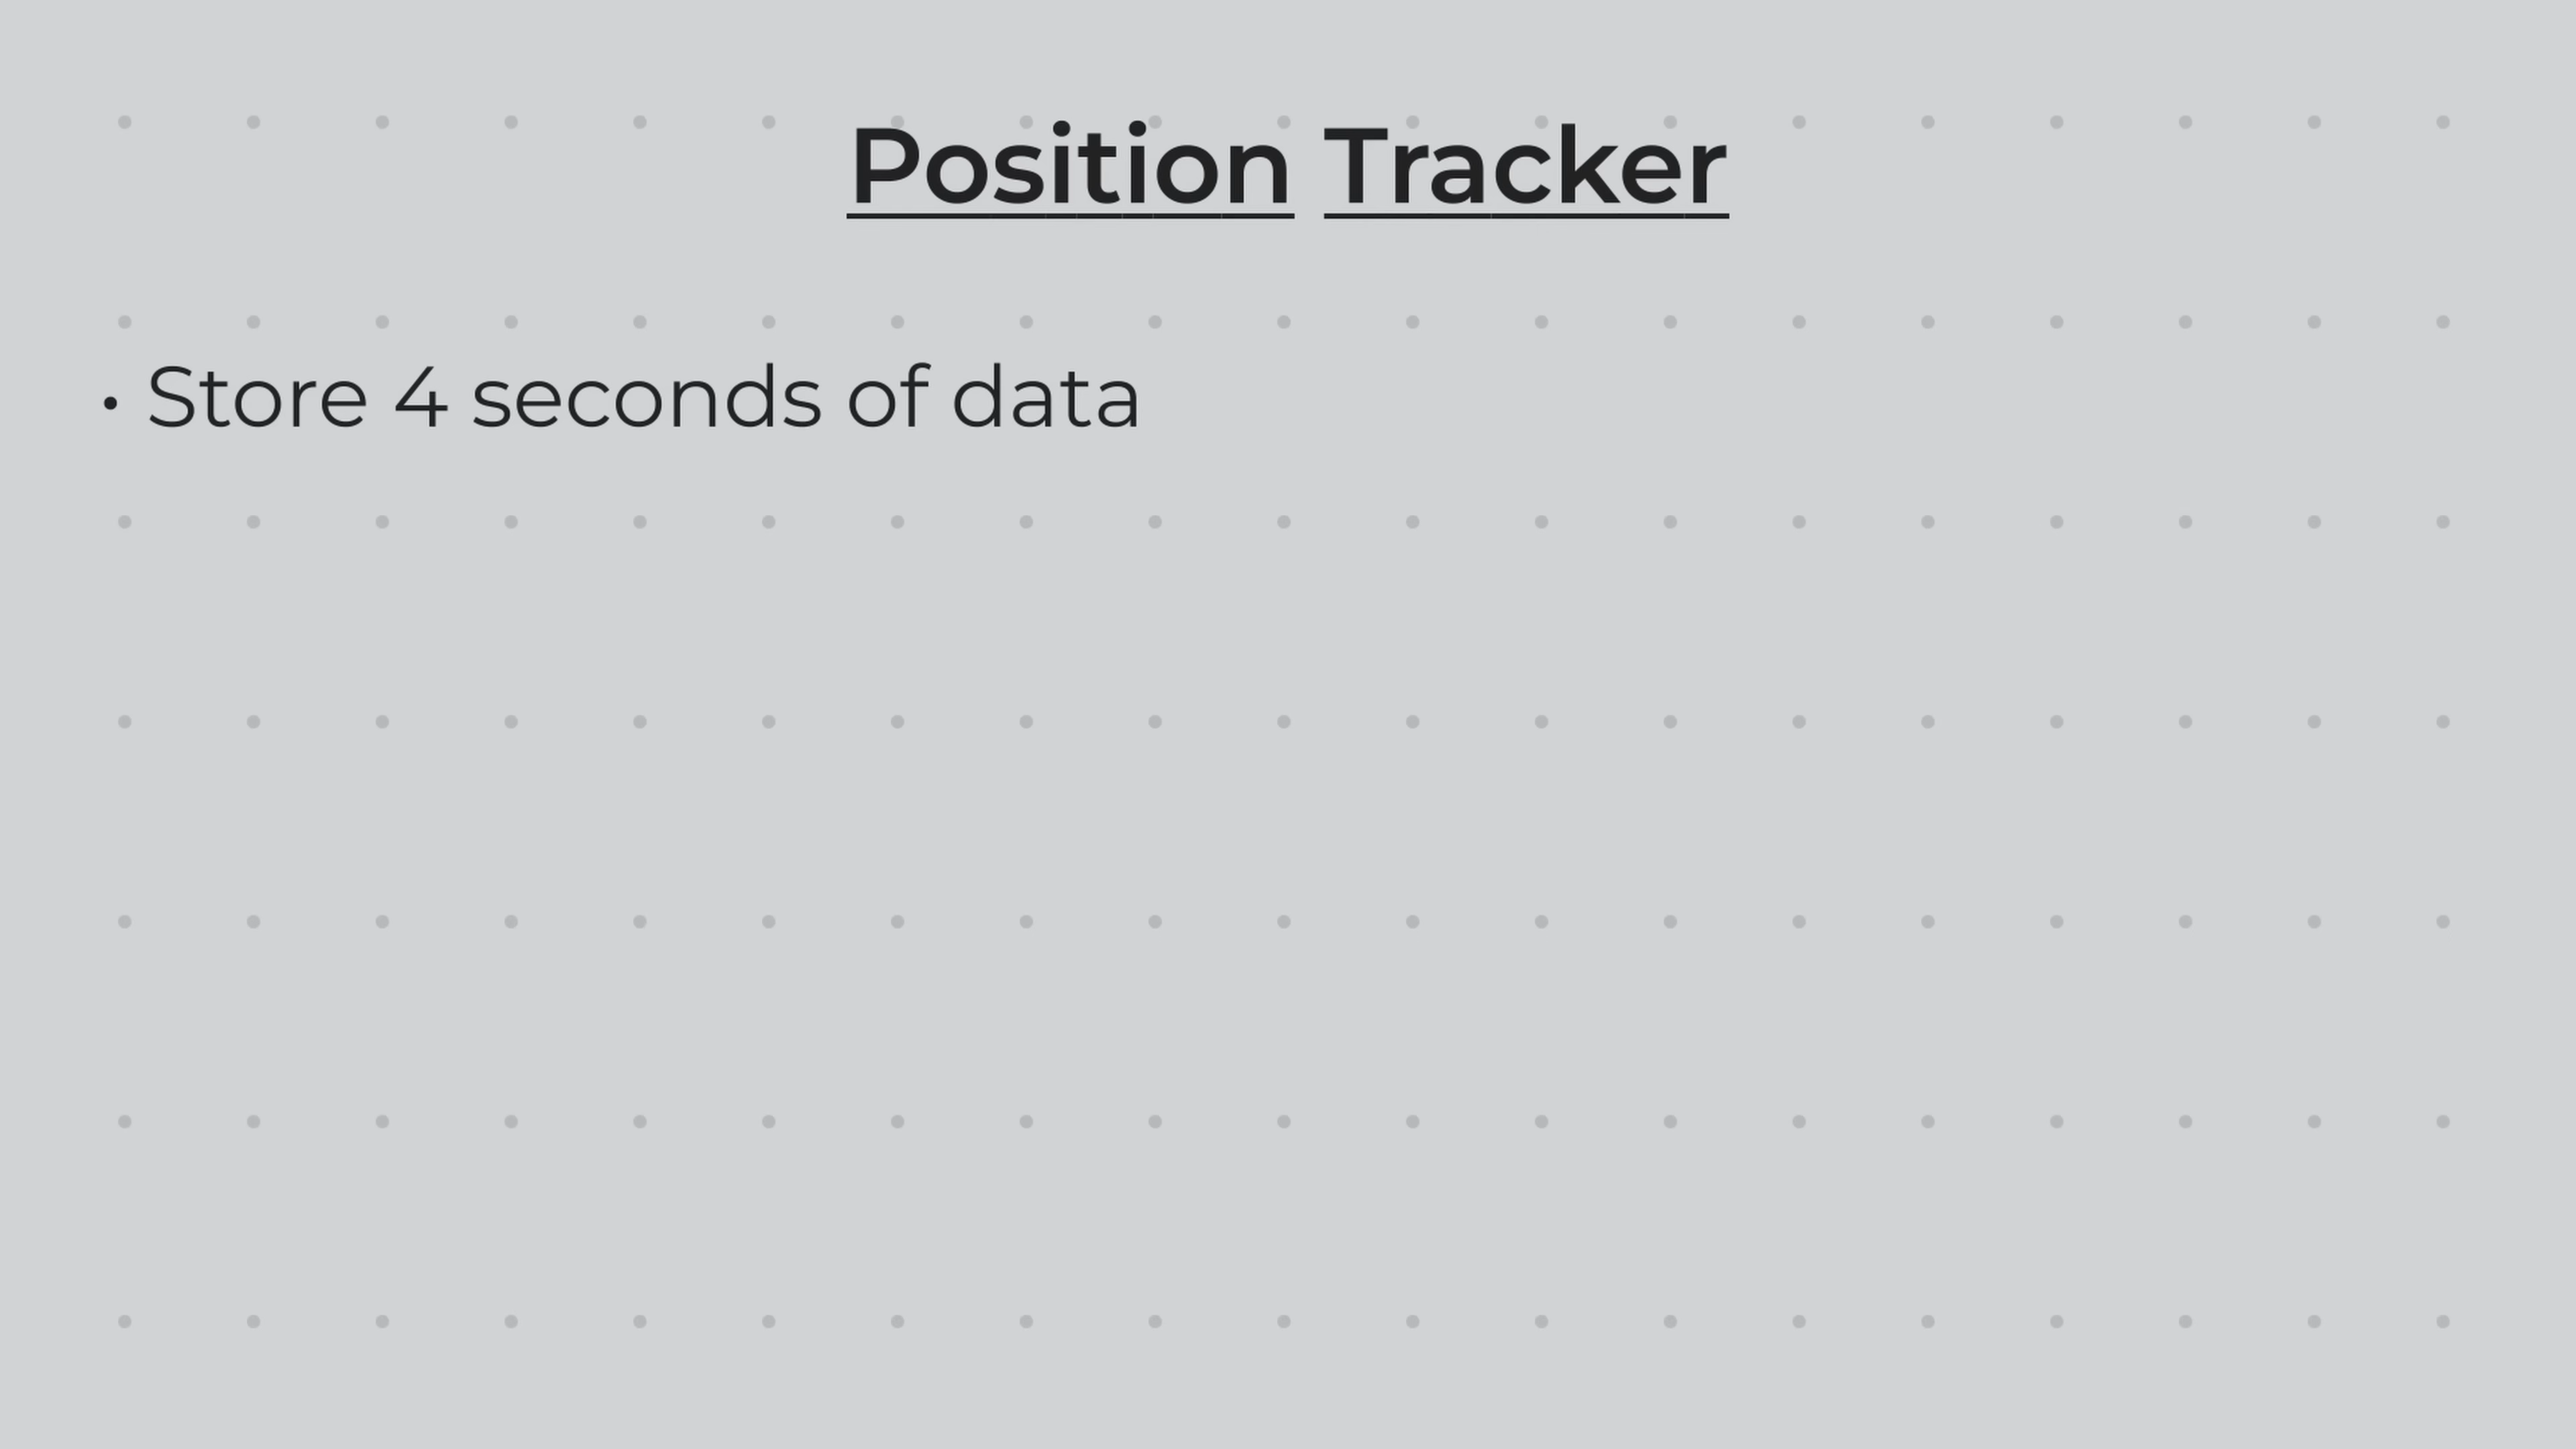 Position Tracker
• Store 4 seconds of data